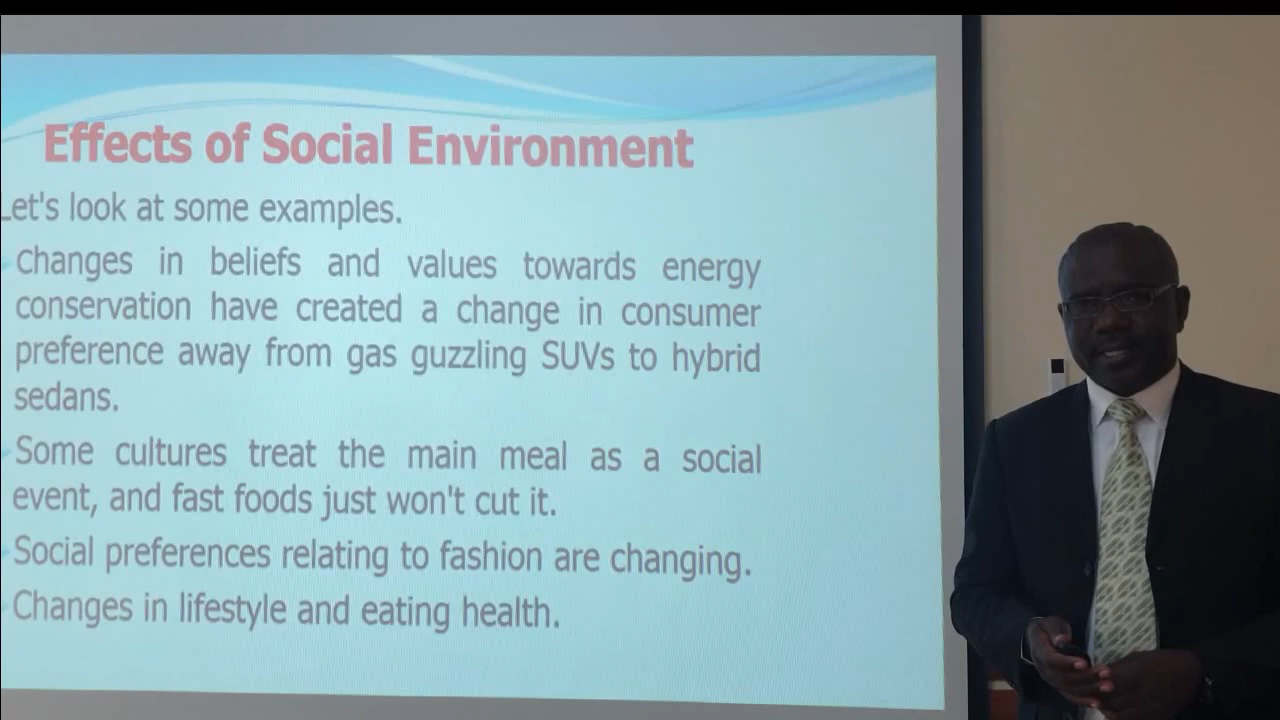 Effects of Social Environment
Let's look at some examples.
Changes in beliefs and values towards energy
conservation have created a change in consumer
preference away from gas guzzling SUVs to hybrid
sedans.
Some cultures treat the main meal as a social
event, and fast foods just won't cut it.
Social preferences relating to fashion are changing.
Changes in lifestyle and eating health.